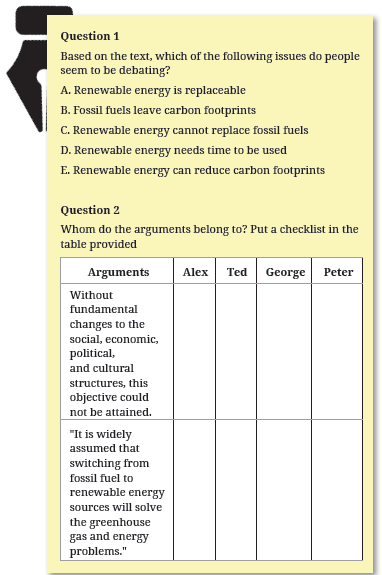 Question 1
Based on the text, which of the following issues do people
seem to be debating?
A. Renewable energy is replaceable
B. Fossil fuels leave carbon footprints
C. Renewable energy cannot replace fossil fuels
D. Renewable energy needs time to be used
E. Renewable energy can reduce carbon footprints
Question 2
Whom do the arguments belong to? Put a checklist in the
table provided
Arguments Alex Ted George Peter
Without
fundamental
changes to the
social, economic,
political,
and cultural
structures, this
objective could
not be attained.
"It is widely
assumed that
switching from
fossil fuel to
renewable energy
sources will solve
the greenhouse
gas and energy
problems."